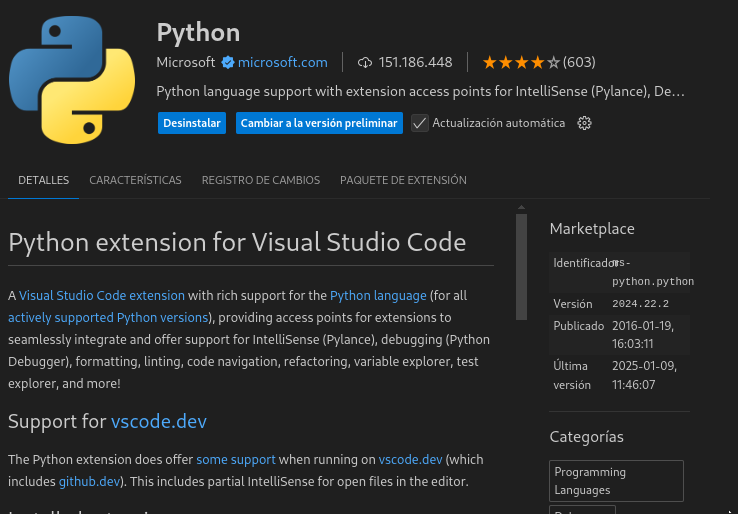 Python
Microsoft microsoft.com 151.186.448 (603)
Python language support with extension access points for IntelliSense (Pylance), De…
Desinstalar Cambiar a la versión preliminar Actualización automática
DETALLES CARACTERÍSTICAS REGISTRO DE CAMBIOS PAQUETE DE EXTENSIÓN
Python extension for Visual Studio Code
A Visual Studio Code extension with rich support for the Python language (for all
actively supported Python versions), providing access points for extensions to
seamlessly integrate and offer support for IntelliSense (Pylance), debugging (Python
Debugger), formatting, linting, code navigation, refactoring, variable explorer, test
explorer, and more!
Support for vscode.dev
The Python extension does offer some support when running on vscode.dev (which
includes github.dev). This includes partial IntelliSense for open files in the editor.
Marketplace
Identificador ms-
python.python
Versión 2024.22.2
Publicado 2016-01-19,
16:03:11
Última 2025-01-09,
versión 11:46:07
Categorías
Programming
Languages